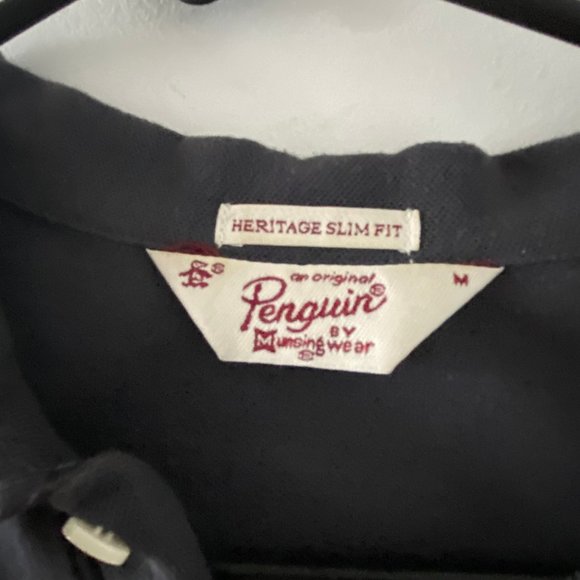 HERITAGE SLIM FIT
an original M
Penguin®
BY
Munsingwear
®